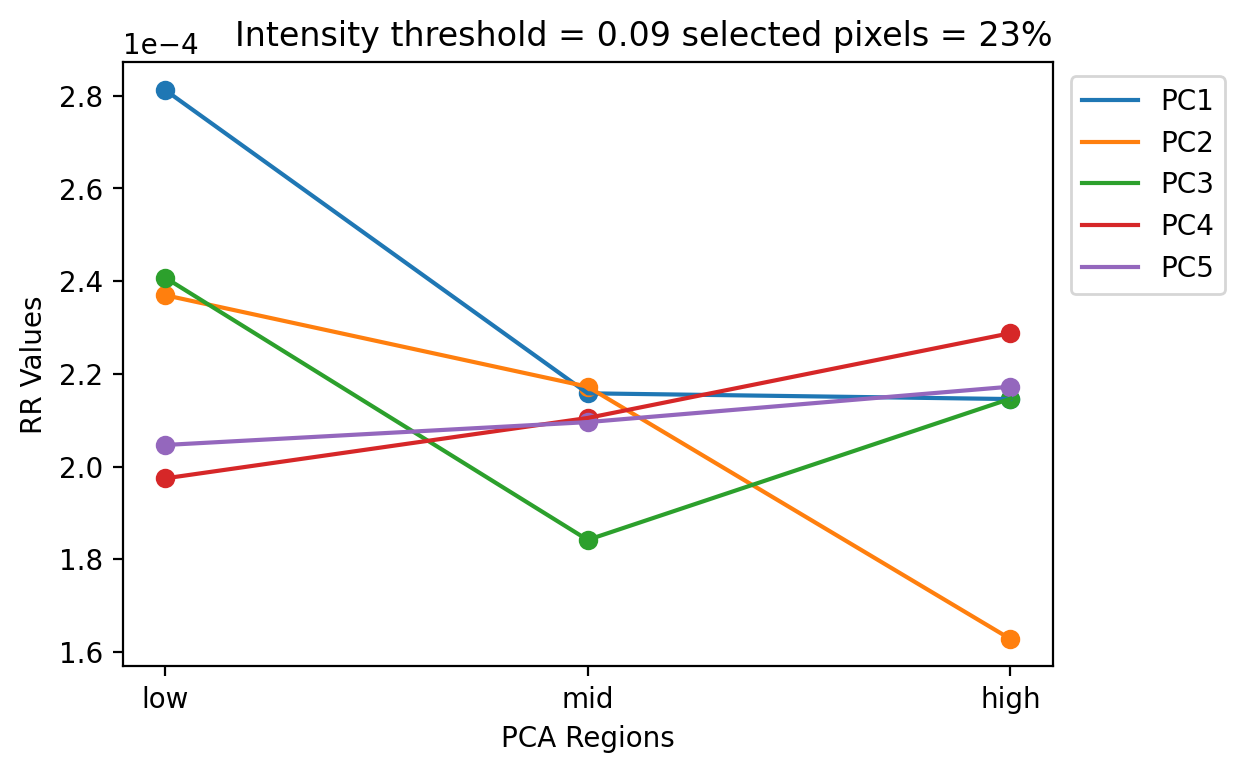 Intensity threshold = 0.09 selected pixels = 23%
1e−4
2.8
2.6
2.4
2.2
2.0
1.8
1.6
RR Values
low mid high
PCA Regions
PC1
PC2
PC3
PC4
PC5